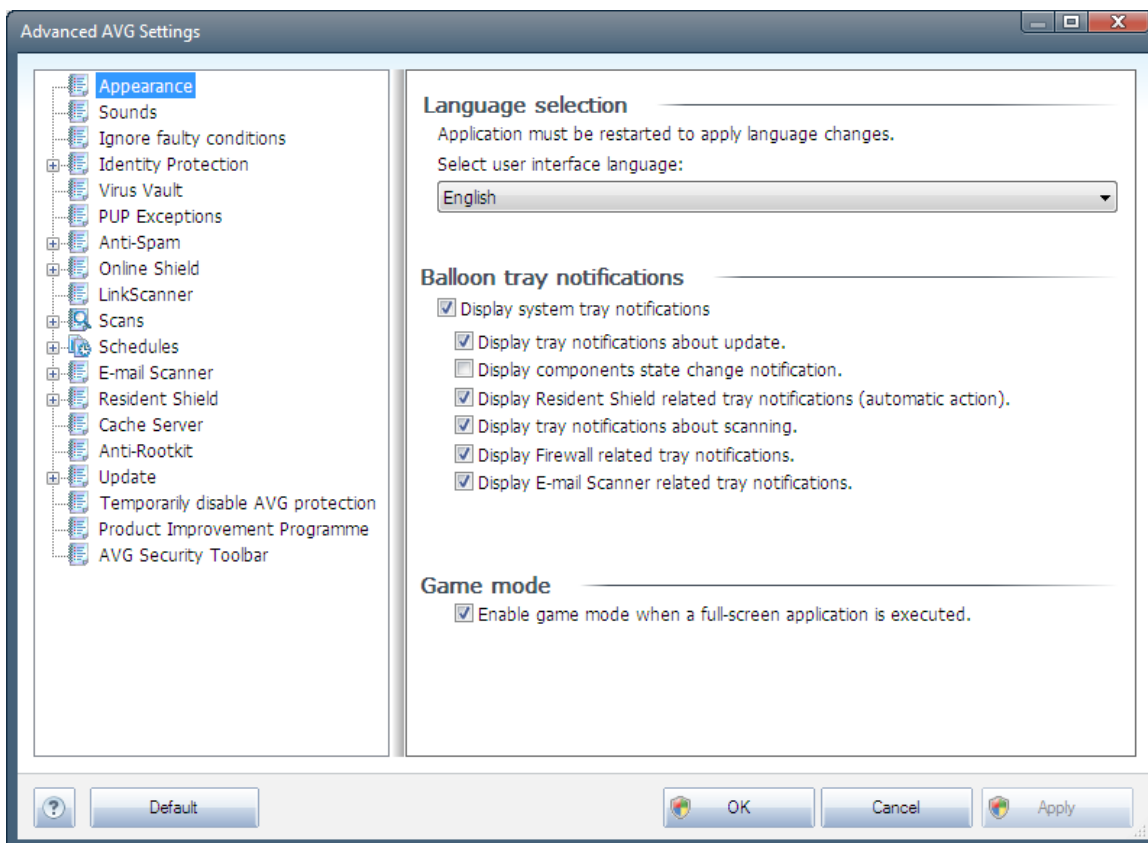 Advanced AVG Settings
Appearance
Sounds
Ignore faulty conditions
Identity Protection
Virus Vault
PUP Exceptions
Anti-Spam
Online Shield
LinkScanner
Scans
Schedules
E-mail Scanner
Resident Shield
Cache Server
Anti-Rootkit
Update
Temporarily disable AVG protection
Product Improvement Programme
AVG Security Toolbar
Language selection
Application must be restarted to apply language changes.
Select user interface language:
English
Balloon tray notifications
Display system tray notifications
Display tray notifications about update.
Display components state change notification.
Display Resident Shield related tray notifications (automatic action).
Display tray notifications about scanning.
Display Firewall related tray notifications.
Display E-mail Scanner related tray notifications.
Game mode
Enable game mode when a full-screen application is executed.
?
Default
OK
Cancel
Apply